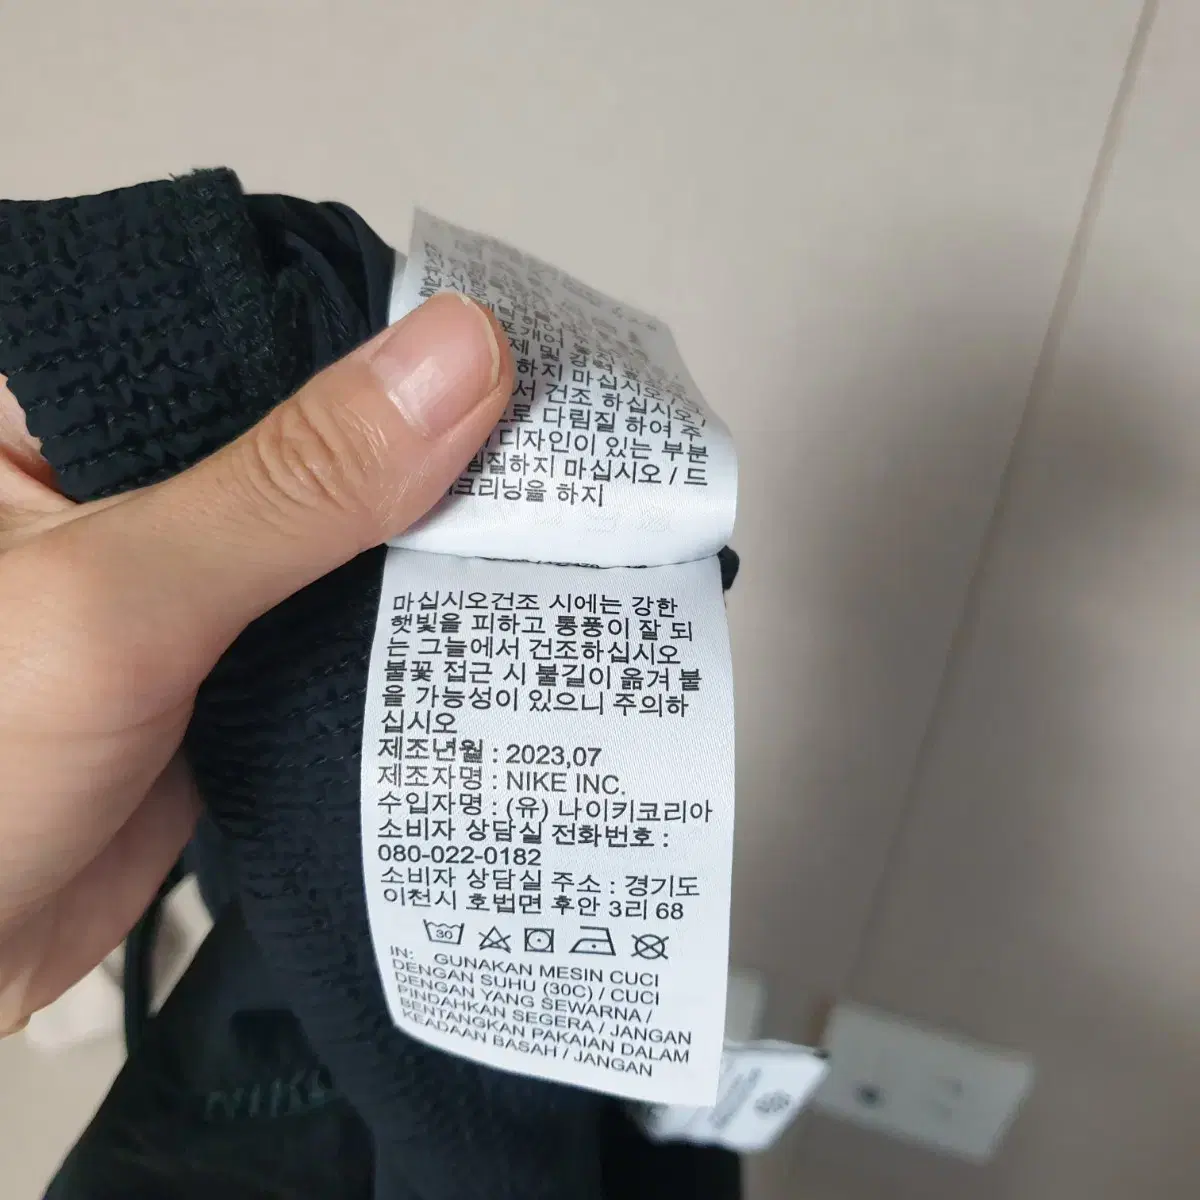 제 및 강력
하지 마십시오 /
서 건조 하십시오 /
로 다림질 하여 주
/ 디자인이 있는 부분
하지 마십시오 / 드
크리닝을 하지
마십시오건조 시에는 강한
햇빛을 피하고 통풍이 잘 되
는 그늘에서 건조하십시오
불꽃 접근 시 불길이 옮겨 붙
을 가능성이 있으니 주의하
십시오
제조년월 : 2023,07
제조자명 : NIKE INC.
수입자명 : (유) 나이키코리아
소비자 상담실 전화번호 :
080-022-0182
소비자 상담실 주소 : 경기도
이천시 호법면 후안 3리 68
30
IN: GUNAKAN MESIN CUCI
DENGAN SUHU (30C) / CUCI
DENGAN YANG SEWARNA /
PINDAHKAN SEGERA / JANGAN
BENTANGKAN PAKAIAN DALAM
KEADAAN BASAH / JANGAN
NIKE